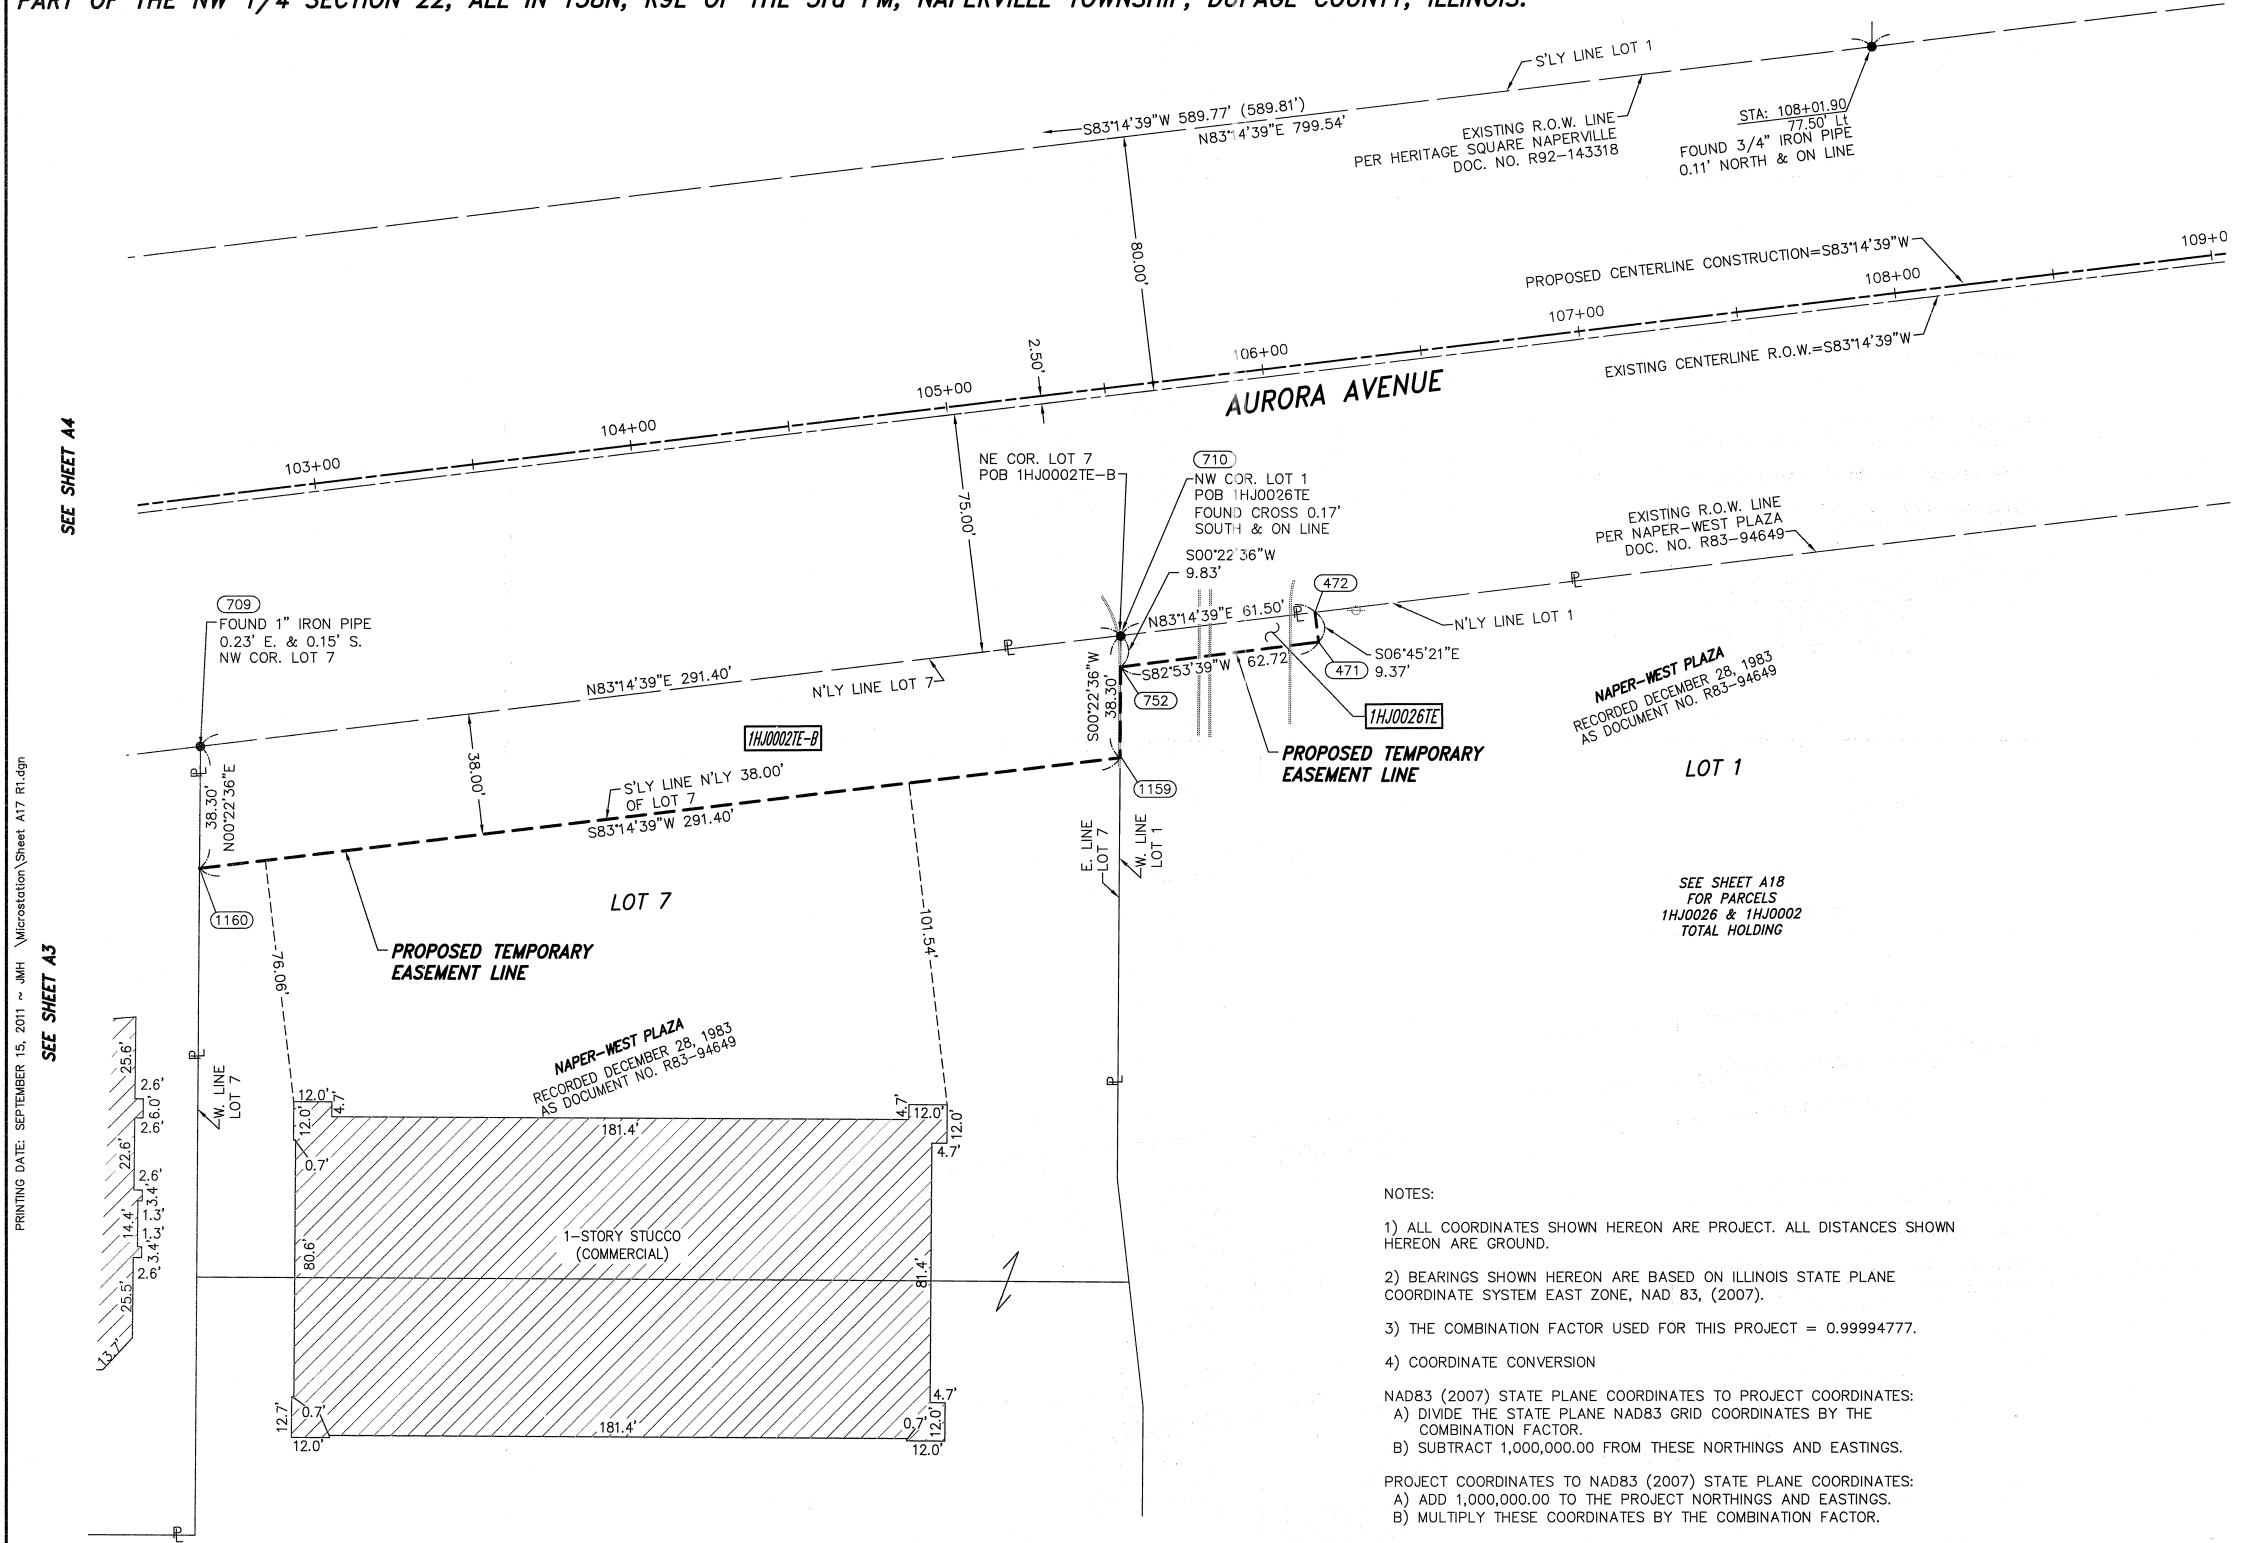 PART OF THE NW 1/4 SECTION 22, ALL IN T38N, R9E OF THE 3rd PM, NAPERVILLE TOWNSHIP, DUPAGE COUNTY, ILLINOIS.
S'LY LINE LOT 1
S83°14'39"W 589.77' (589.81')
N83°14'39"E 799.54'
EXISTING R.O.W. LINE
PER HERITAGE SQUARE NAPERVILLE
DOC. NO. R92-143318
STA: 108+01.90
77.50' Lt
FOUND 3/4" IRON PIPE
0.11' NORTH & ON LINE
80.00'
PROPOSED CENTERLINE CONSTRUCTION=S83°14'39"W
109+0
108+00
107+00
EXISTING CENTERLINE R.O.W.=S83°14'39"W
2.50'
106+00
105+00
AURORA AVENUE
104+00
103+00
SEE SHEET A4
75.00'
NE COR. LOT 7
POB 1HJ0002TE-B
710
NW COR. LOT 1
POB 1HJ0026TE
FOUND CROSS 0.17'
SOUTH & ON LINE
S00°22'36"W
9.83'
EXISTING R.O.W. LINE
PER NAPER-WEST PLAZA
DOC. NO. R83-94649
709
FOUND 1" IRON PIPE
0.23' E. & 0.15' S.
NW COR. LOT 7
472
N83°14'39"E 61.50'
N'LY LINE LOT 1
S06°45'21"E
9.37'
471
S82°53'39"W 62.72
752
S00°22'36"W
38.30'
N83°14'39"E 291.40'
N'LY LINE LOT 7
1HJ0002TE-B
1HJ0026TE
PROPOSED TEMPORARY
EASEMENT LINE
NAPER-WEST PLAZA
RECORDED DECEMBER 28, 1983
AS DOCUMENT NO. R83-94649
LOT 1
38.00'
38.30'
N00°22'36"E
S'LY LINE N'LY 38.00'
OF LOT 7
S83°14'39"W 291.40'
1159
E. LINE
LOT 7
W. LINE
LOT 1
1160
LOT 7
PROPOSED TEMPORARY
EASEMENT LINE
76.06'
101.54'
SEE SHEET A18
FOR PARCELS
1HJ0026 & 1HJ0002
TOTAL HOLDING
PRINTING DATE: SEPTEMBER 15, 2011 ~ JMH \Microstation\Sheet A17 R1.dgn
SEE SHEET A3
NAPER-WEST PLAZA
RECORDED DECEMBER 28, 1983
AS DOCUMENT NO. R83-94649
W. LINE
LOT 7
25.6'
2.6'
6.0'
2.6'
22.6'
2.6'
3.4'
1.3'
14.4'
1.3'
3.4'
2.6'
25.5'
13.7'
12.0'
4.7'
12.0'
0.7'
181.4'
4.7'
12.0'
12.0'
4.7'
1-STORY STUCCO
(COMMERCIAL)
80.6'
81.4'
12.7'
0.7'
12.0'
181.4'
4.7'
0.7'
12.0'
12.0'
NOTES:
1) ALL COORDINATES SHOWN HEREON ARE PROJECT. ALL DISTANCES SHOWN
HEREON ARE GROUND.
2) BEARINGS SHOWN HEREON ARE BASED ON ILLINOIS STATE PLANE
COORDINATE SYSTEM EAST ZONE, NAD 83, (2007).
3) THE COMBINATION FACTOR USED FOR THIS PROJECT = 0.99994777.
4) COORDINATE CONVERSION
NAD83 (2007) STATE PLANE COORDINATES TO PROJECT COORDINATES:
A) DIVIDE THE STATE PLANE NAD83 GRID COORDINATES BY THE
COMBINATION FACTOR.
B) SUBTRACT 1,000,000.00 FROM THESE NORTHINGS AND EASTINGS.
PROJECT COORDINATES TO NAD83 (2007) STATE PLANE COORDINATES:
A) ADD 1,000,000.00 TO THE PROJECT NORTHINGS AND EASTINGS.
B) MULTIPLY THESE COORDINATES BY THE COMBINATION FACTOR.